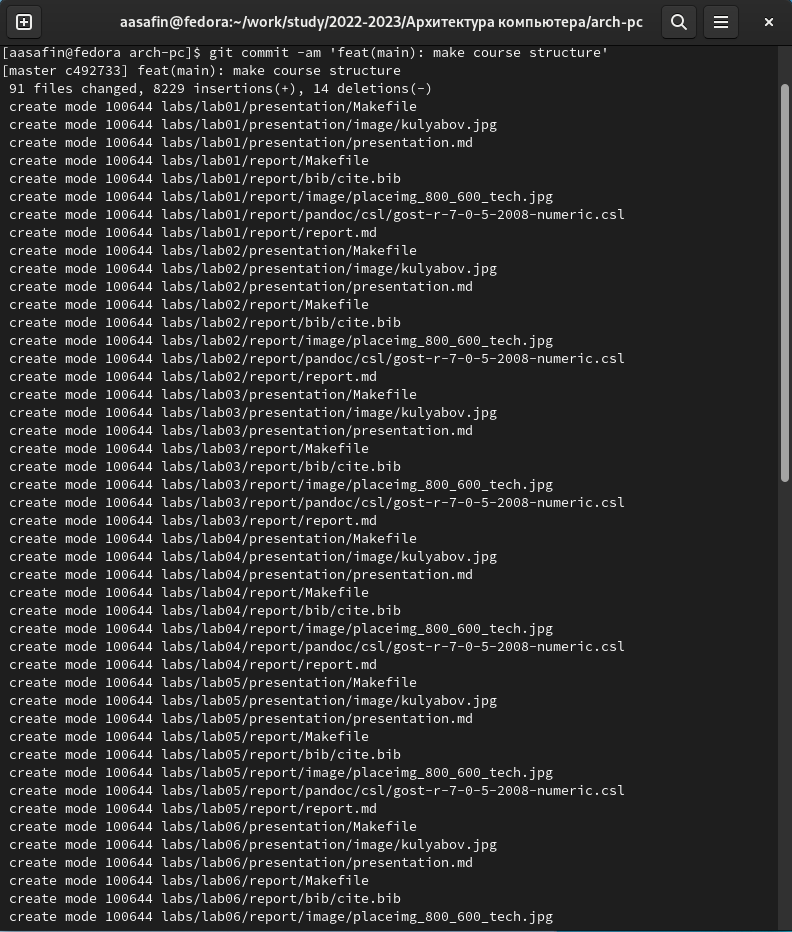 aasafin@fedora:~/work/study/2022-2023/Архитектура компьютера/arch-pc
[aasafin@fedora arch-pc]$ git commit -am 'feat(main): make course structure'
[master c492733] feat(main): make course structure
 91 files changed, 8229 insertions(+), 14 deletions(-)
 create mode 100644 labs/lab01/presentation/Makefile
 create mode 100644 labs/lab01/presentation/image/kulyabov.jpg
 create mode 100644 labs/lab01/presentation/presentation.md
 create mode 100644 labs/lab01/report/Makefile
 create mode 100644 labs/lab01/report/bib/cite.bib
 create mode 100644 labs/lab01/report/image/placeimg_800_600_tech.jpg
 create mode 100644 labs/lab01/report/pandoc/csl/gost-r-7-0-5-2008-numeric.csl
 create mode 100644 labs/lab01/report/report.md
 create mode 100644 labs/lab02/presentation/Makefile
 create mode 100644 labs/lab02/presentation/image/kulyabov.jpg
 create mode 100644 labs/lab02/presentation/presentation.md
 create mode 100644 labs/lab02/report/Makefile
 create mode 100644 labs/lab02/report/bib/cite.bib
 create mode 100644 labs/lab02/report/image/placeimg_800_600_tech.jpg
 create mode 100644 labs/lab02/report/pandoc/csl/gost-r-7-0-5-2008-numeric.csl
 create mode 100644 labs/lab02/report/report.md
 create mode 100644 labs/lab03/presentation/Makefile
 create mode 100644 labs/lab03/presentation/image/kulyabov.jpg
 create mode 100644 labs/lab03/presentation/presentation.md
 create mode 100644 labs/lab03/report/Makefile
 create mode 100644 labs/lab03/report/bib/cite.bib
 create mode 100644 labs/lab03/report/image/placeimg_800_600_tech.jpg
 create mode 100644 labs/lab03/report/pandoc/csl/gost-r-7-0-5-2008-numeric.csl
 create mode 100644 labs/lab03/report/report.md
 create mode 100644 labs/lab04/presentation/Makefile
 create mode 100644 labs/lab04/presentation/image/kulyabov.jpg
 create mode 100644 labs/lab04/presentation/presentation.md
 create mode 100644 labs/lab04/report/Makefile
 create mode 100644 labs/lab04/report/bib/cite.bib
 create mode 100644 labs/lab04/report/image/placeimg_800_600_tech.jpg
 create mode 100644 labs/lab04/report/pandoc/csl/gost-r-7-0-5-2008-numeric.csl
 create mode 100644 labs/lab04/report/report.md
 create mode 100644 labs/lab05/presentation/Makefile
 create mode 100644 labs/lab05/presentation/image/kulyabov.jpg
 create mode 100644 labs/lab05/presentation/presentation.md
 create mode 100644 labs/lab05/report/Makefile
 create mode 100644 labs/lab05/report/bib/cite.bib
 create mode 100644 labs/lab05/report/image/placeimg_800_600_tech.jpg
 create mode 100644 labs/lab05/report/pandoc/csl/gost-r-7-0-5-2008-numeric.csl
 create mode 100644 labs/lab05/report/report.md
 create mode 100644 labs/lab06/presentation/Makefile
 create mode 100644 labs/lab06/presentation/image/kulyabov.jpg
 create mode 100644 labs/lab06/presentation/presentation.md
 create mode 100644 labs/lab06/report/Makefile
 create mode 100644 labs/lab06/report/bib/cite.bib
 create mode 100644 labs/lab06/report/image/placeimg_800_600_tech.jpg